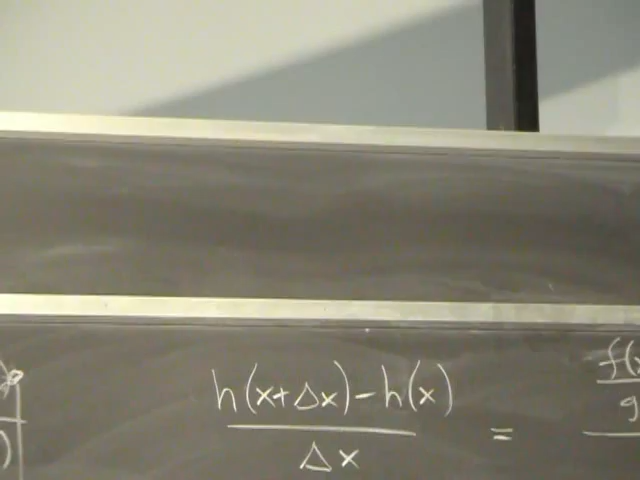 h(x+Δx)-h(x)
Δx
=
f(x
g
)